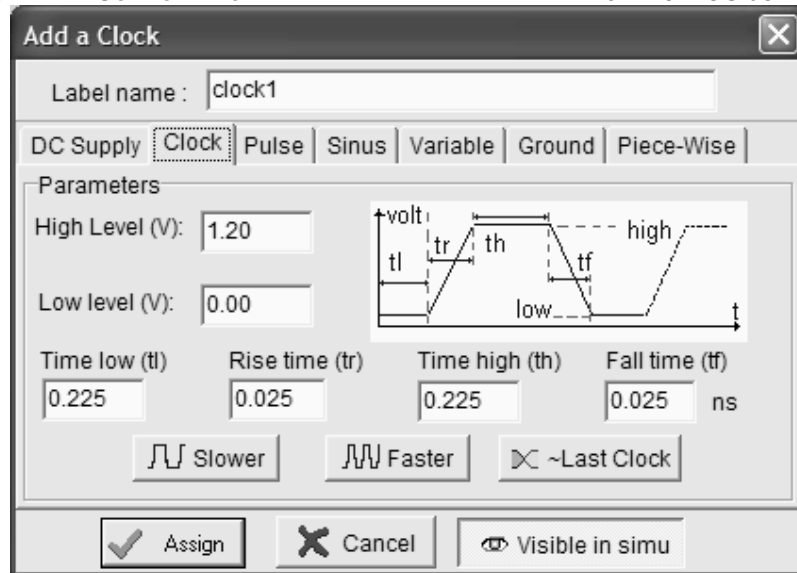 Add a Clock
Label name : clock1
DC Supply Clock Pulse Sinus Variable Ground Piece-Wise
Parameters
High Level (V): 1.20
Low level (V): 0.00
volt
tr th high
tl tf
low t
Time low (tl) Rise time (tr) Time high (th) Fall time (tf)
0.225 0.025 0.225 0.025 ns
Slower Faster ~Last Clock
Assign Cancel Visible in simu